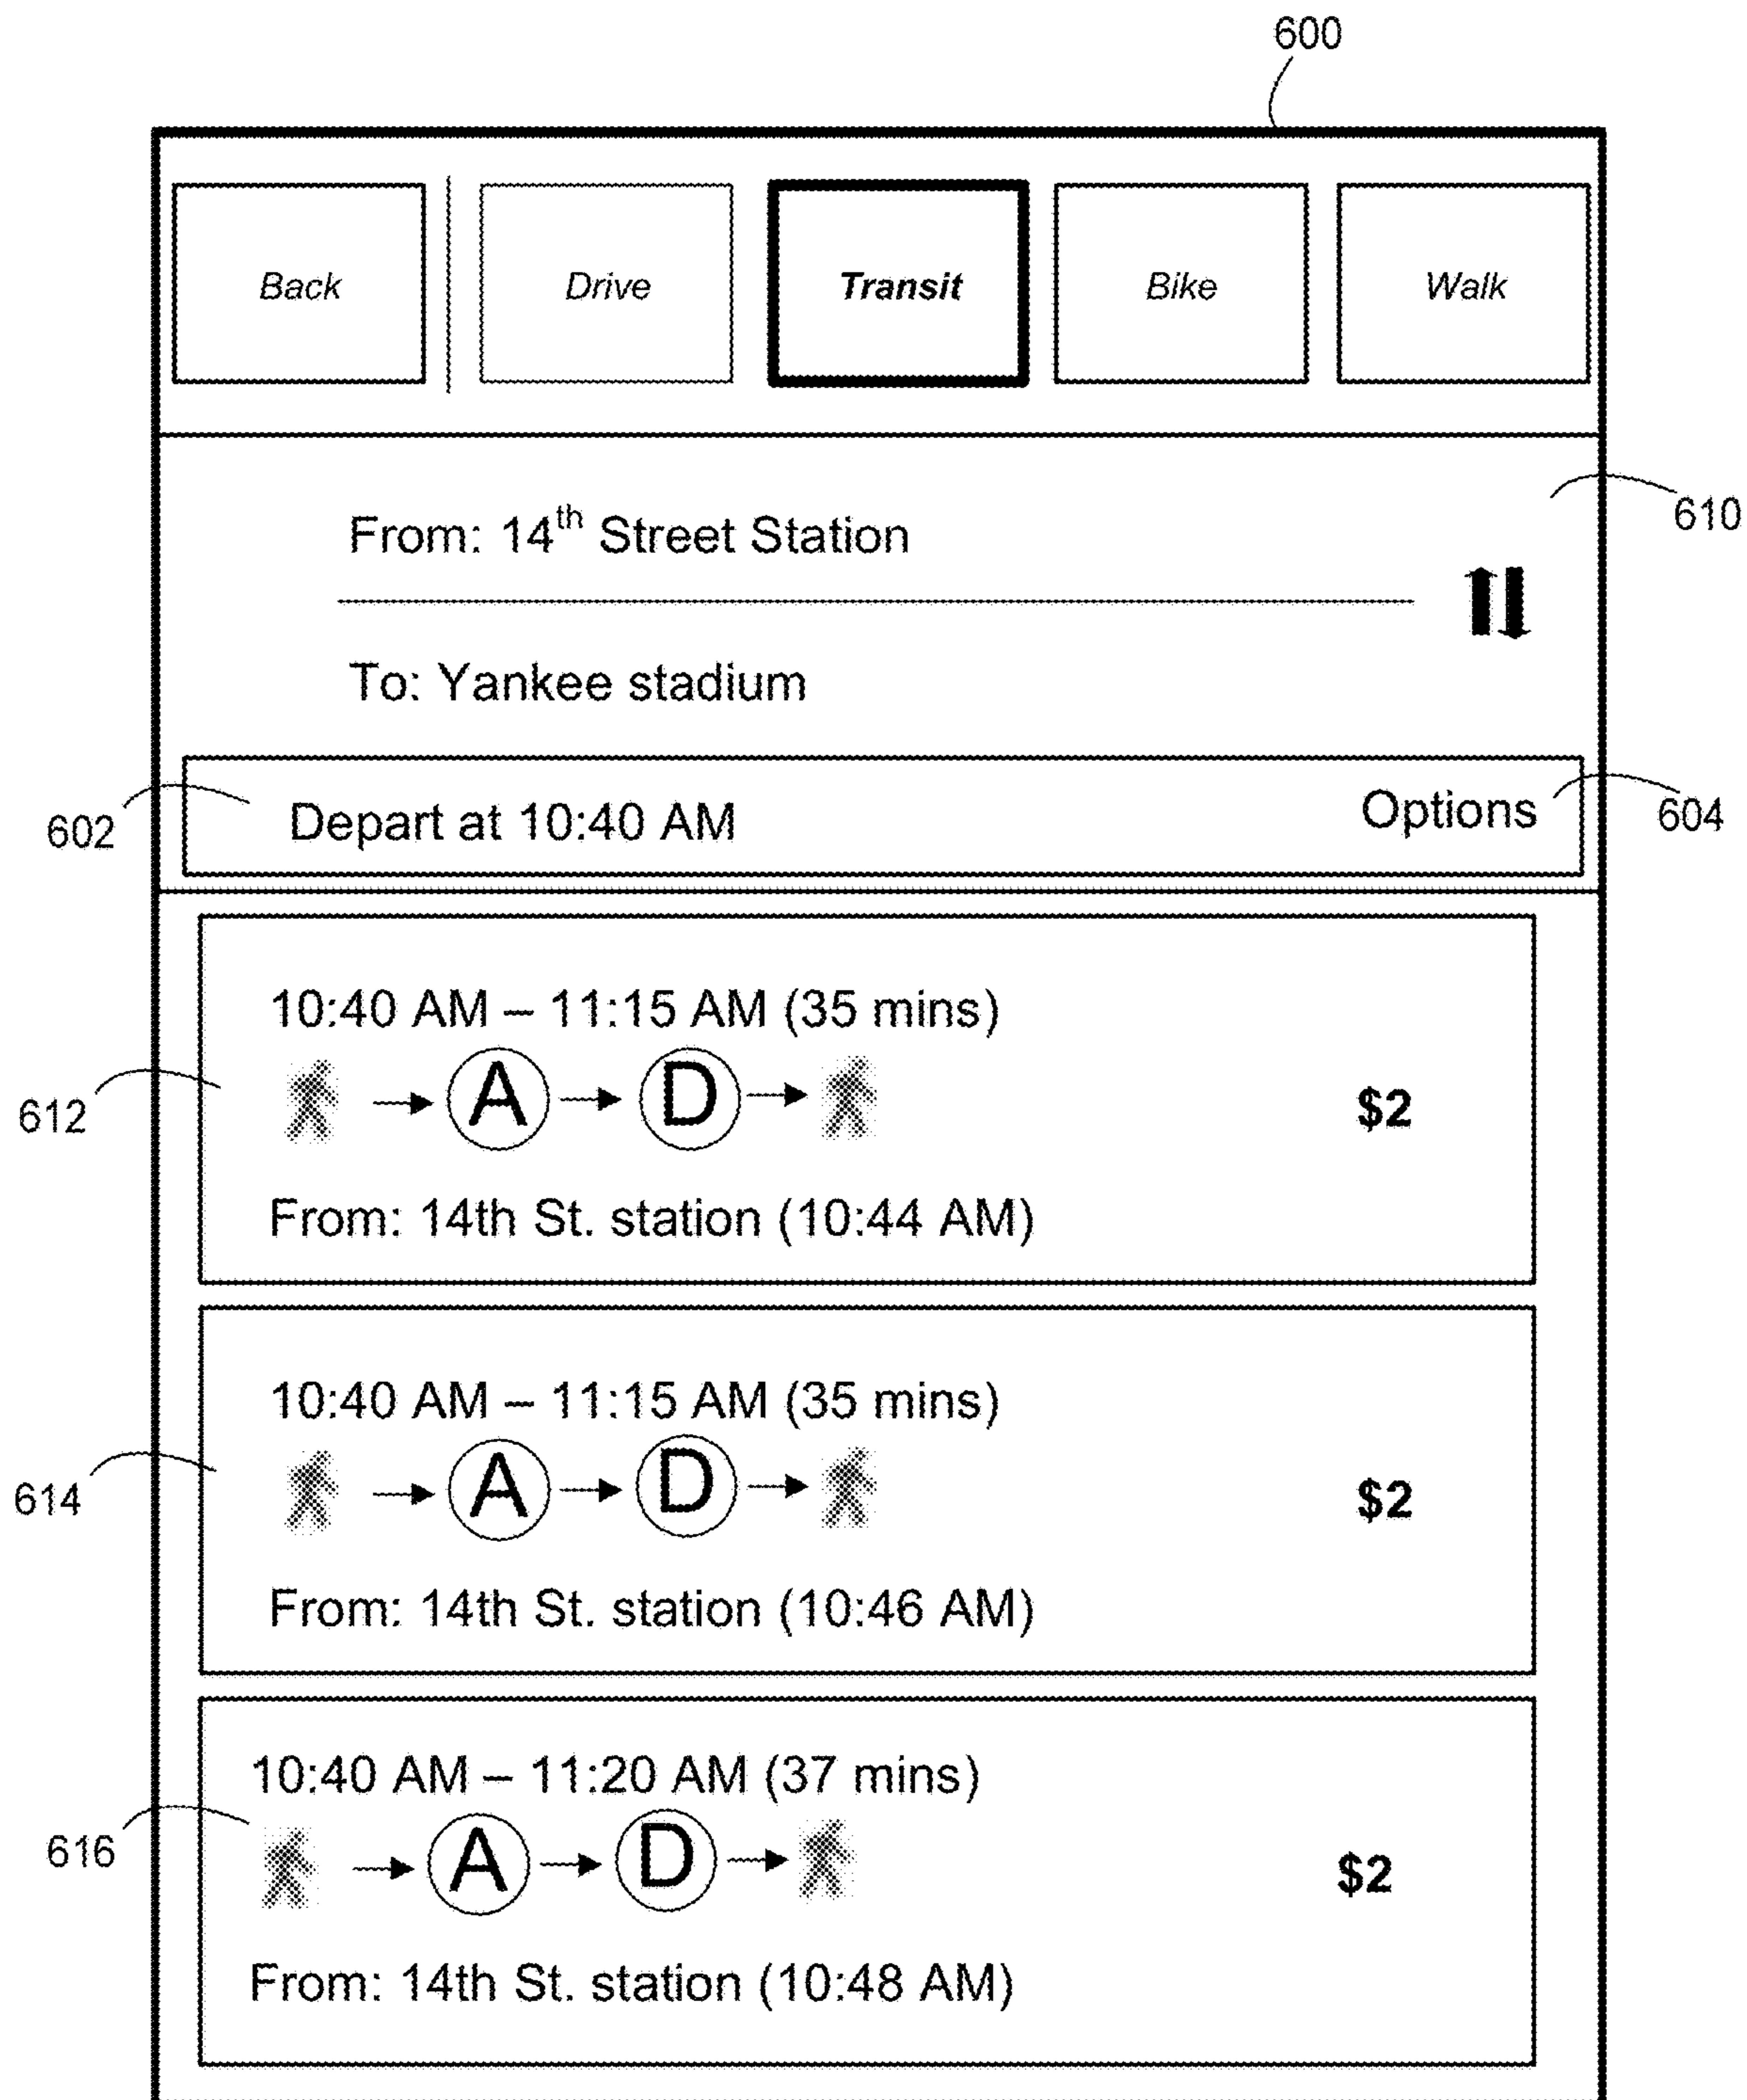 600
Back Drive Transit Bike Walk
610
From: 14th Street Station
To: Yankee stadium
602 Depart at 10:40 AM Options 604
10:40 AM – 11:15 AM (35 mins)
612 A D $2
From: 14th St. station (10:44 AM)
10:40 AM – 11:15 AM (35 mins)
614 A D $2
From: 14th St. station (10:46 AM)
10:40 AM – 11:20 AM (37 mins)
616 A D $2
From: 14th St. station (10:48 AM)